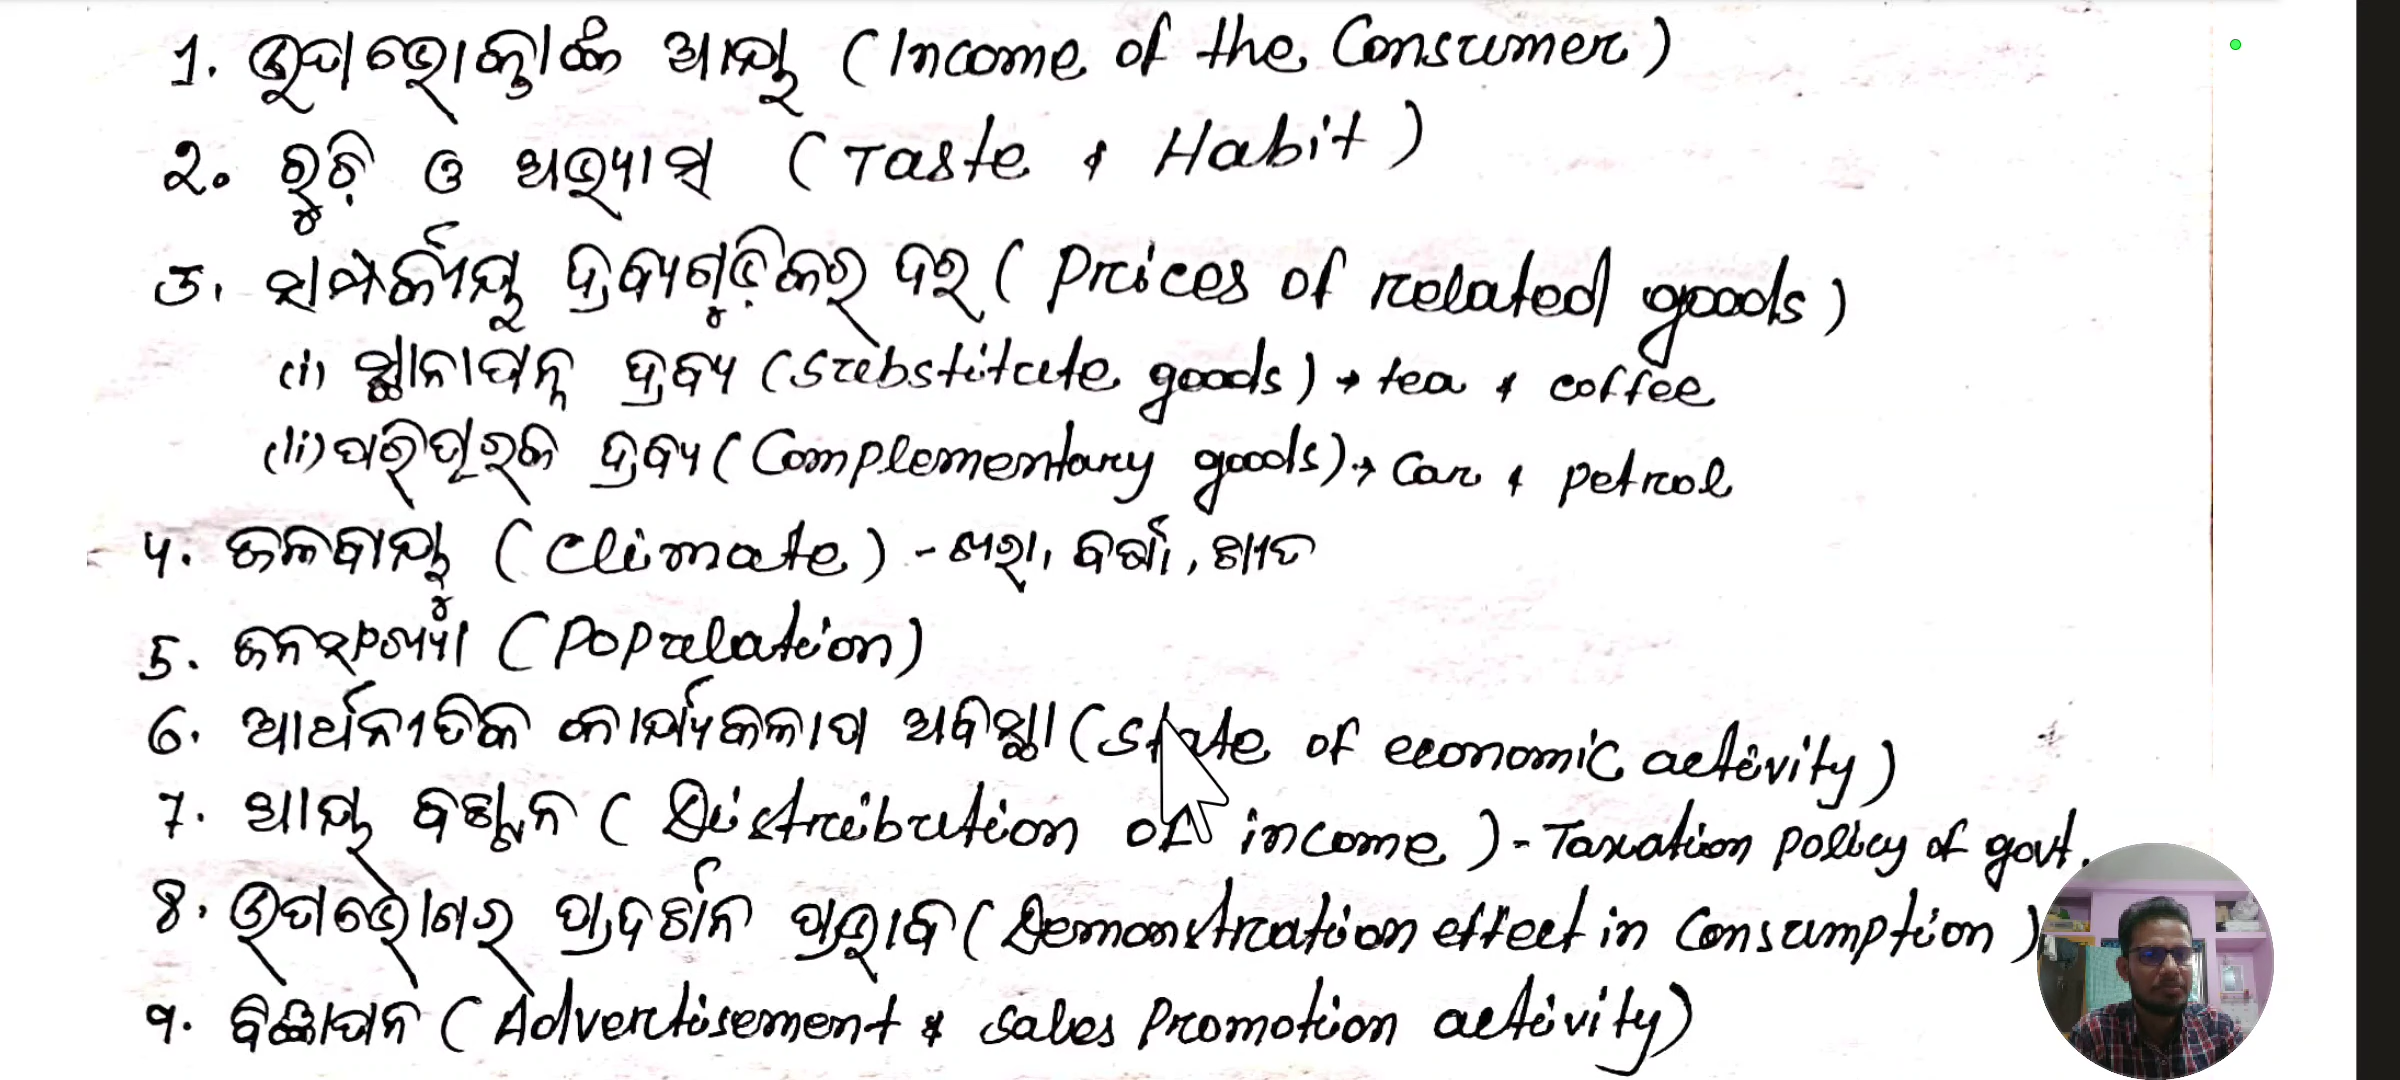 1. ଉପଭୋକ୍ତାଙ୍କ ଆୟ (Income of the Consumer)
2. ରୁଚି ଓ ଅଭ୍ୟାସ (Taste & Habit)
3. ସମ୍ପର୍କୀୟ ଦ୍ରବ୍ୟଗୁଡ଼ିକର ଦର (Prices of related goods)
(i) ସ୍ଥାନାପନ୍ନ ଦ୍ରବ୍ୟ (Substitute goods) → tea & coffee
(ii) ପରିପୂରକ ଦ୍ରବ୍ୟ (Complementary goods) → Car & petrol
4. ଜଳବାୟୁ (Climate) - ଖରା, ବର୍ଷା, ଶୀତ
5. ଜନସଂଖ୍ୟା (Population)
6. ଆର୍ଥନୀତିକ କାର୍ଯ୍ୟକଳାପ ଅବସ୍ଥା (State of economic activity)
7. ଆୟ ବଣ୍ଟନ (Distribution of income) - Taxation policy of govt.
8. ଉପଭୋଗର ପ୍ରଦର୍ଶନ ପ୍ରଭାବ (Demonstration effect in Consumption)
9. ବିଜ୍ଞାପନ (Advertisement & Sales Promotion activity)